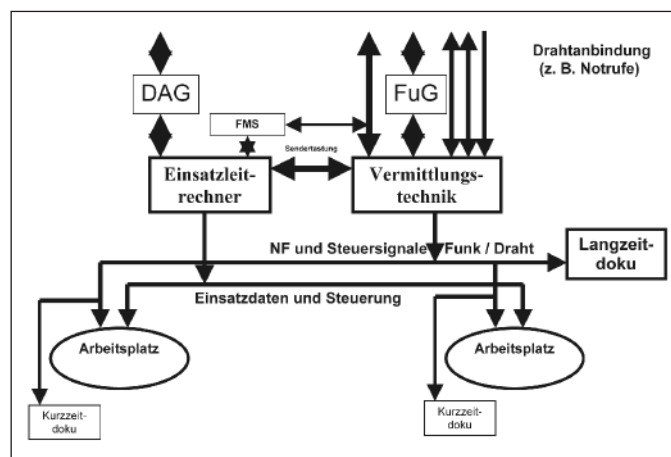 Drahtanbindung
(z. B. Notrufe)
DAG
FuG
FMS
Sendertastung
Einsatzleit-
rechner
Vermittlungs-
technik
NF und Steuersignale Funk / Draht
Langzeit-
doku
Einsatzdaten und Steuerung
Arbeitsplatz
Arbeitsplatz
Kurzzeit-
doku
Kurzzeit-
doku